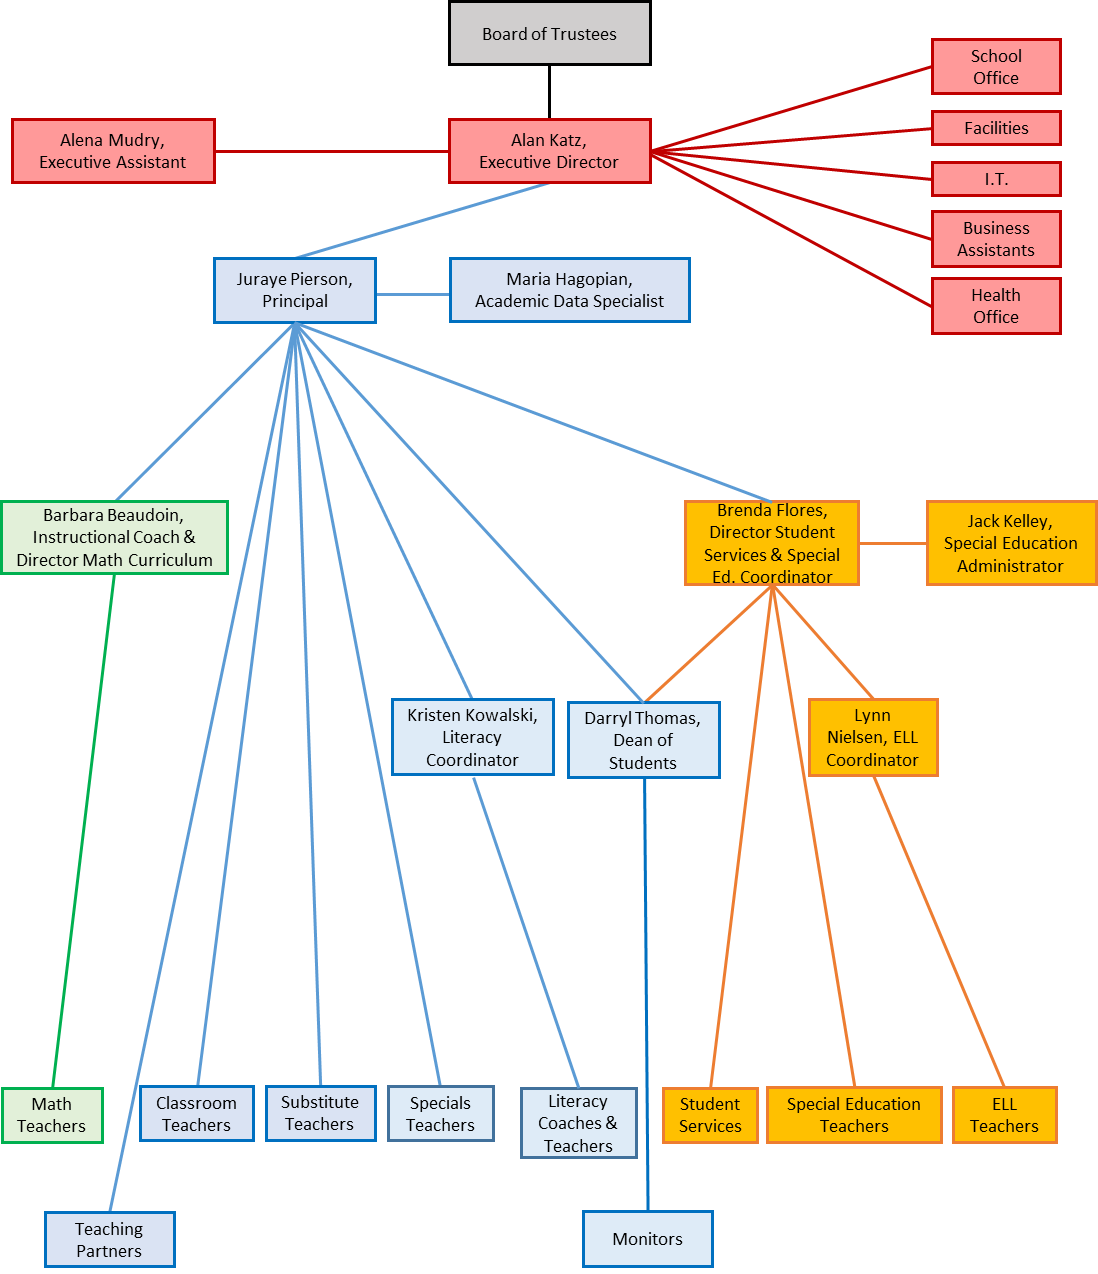 Board of Trustees
School
Office
Alena Mudry,
Executive Assistant
Alan Katz,
Executive Director
Facilities
I.T.
Business
Assistants
Health
Office
Juraye Pierson,
Principal
Maria Hagopian,
Academic Data Specialist
Barbara Beaudoin,
Instructional Coach &
Director Math Curriculum
Brenda Flores,
Director Student
Services & Special
Ed. Coordinator
Jack Kelley,
Special Education
Administrator
Kristen Kowalski,
Literacy
Coordinator
Darryl Thomas,
Dean of
Students
Lynn
Nielsen, ELL
Coordinator
Math
Teachers
Classroom
Teachers
Substitute
Teachers
Specials
Teachers
Literacy
Coaches &
Teachers
Student
Services
Special Education
Teachers
ELL
Teachers
Teaching
Partners
Monitors